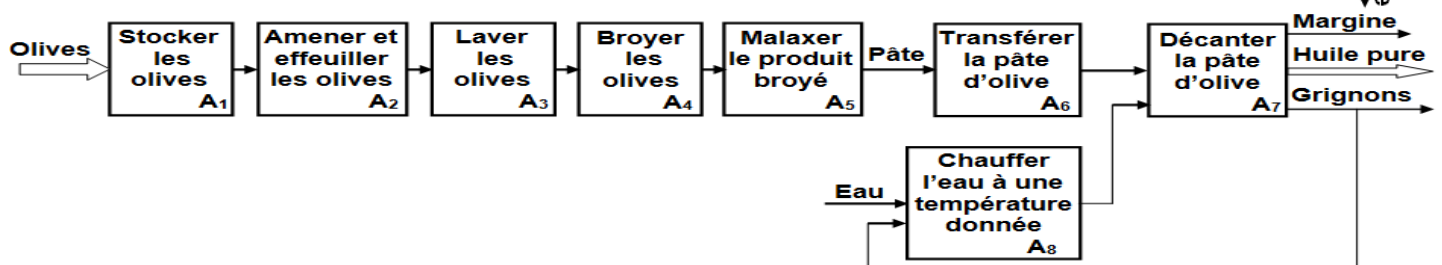 Olives
Stocker
les
olives
A1
Amener et
effeuiller
les olives
A2
Laver
les
olives
A3
Broyer
les
olives
A4
Malaxer
le produit
broyé
A5
Pâte
Transférer
la pâte
d'olive
A6
Décanter
la pâte
d'olive
A7
Margine
Huile pure
Grignons
Eau
Chauffer
l'eau à une
température
donnée
A8